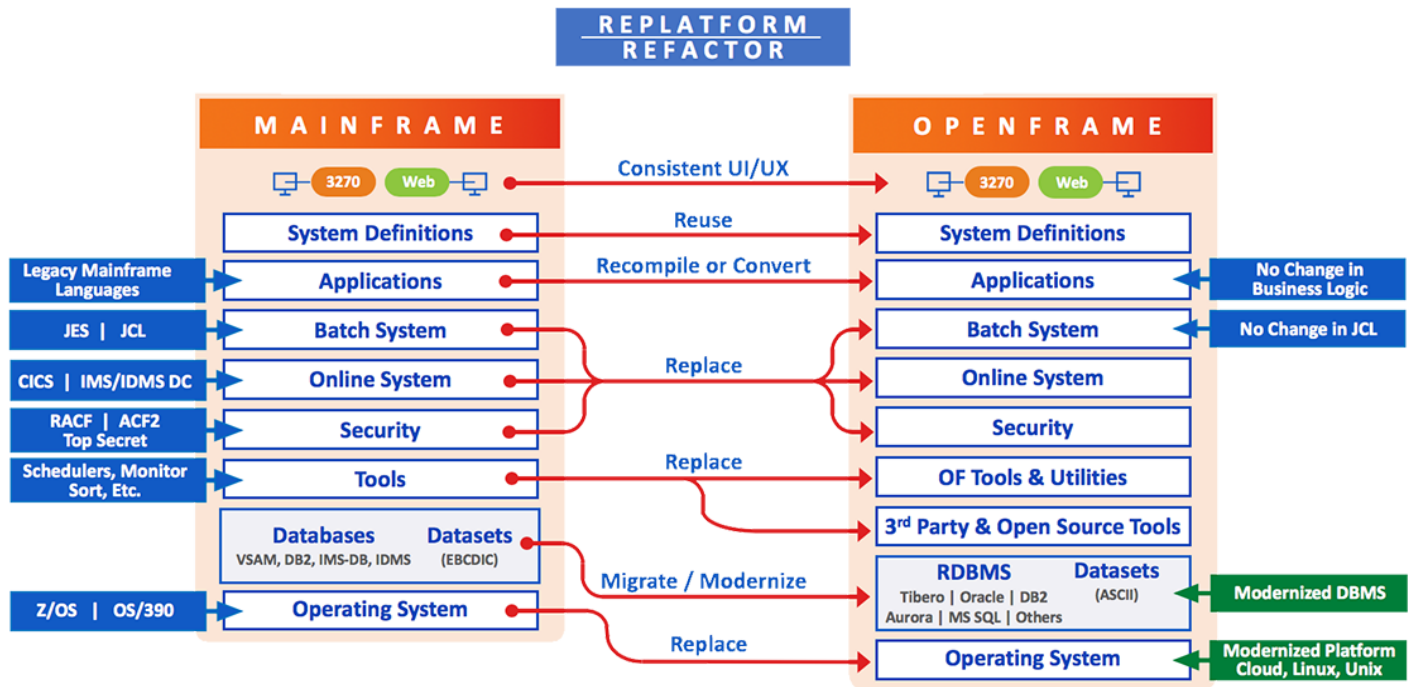 REPLATFORM
REFACTOR
MAINFRAME
OPENFRAME
3270
Web
Consistent UI/UX
3270
Web
System Definitions
Reuse
System Definitions
Legacy Mainframe
Languages
Applications
Recompile or Convert
Applications
No Change in
Business Logic
JES | JCL
Batch System
Batch System
No Change in JCL
CICS | IMS/IDMS DC
Online System
Replace
Online System
RACF | ACF2
Top Secret
Security
Security
Schedulers, Monitor
Sort, Etc.
Tools
Replace
OF Tools & Utilities
3rd Party & Open Source Tools
Databases
VSAM, DB2, IMS-DB, IDMS
Datasets
(EBCDIC)
Migrate / Modernize
RDBMS
Tibero | Oracle | DB2
Aurora | MS SQL | Others
Datasets
(ASCII)
Modernized DBMS
Z/OS | OS/390
Operating System
Replace
Operating System
Modernized Platform
Cloud, Linux, Unix